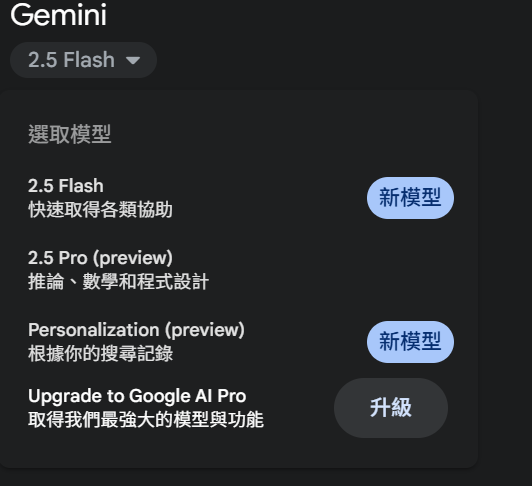 Gemini
2.5 Flash
選取模型
2.5 Flash
快速取得各類協助
新模型
2.5 Pro (preview)
推論、數學和程式設計
Personalization (preview)
根據你的搜尋記錄
新模型
Upgrade to Google AI Pro
取得我們最強大的模型與功能
升級